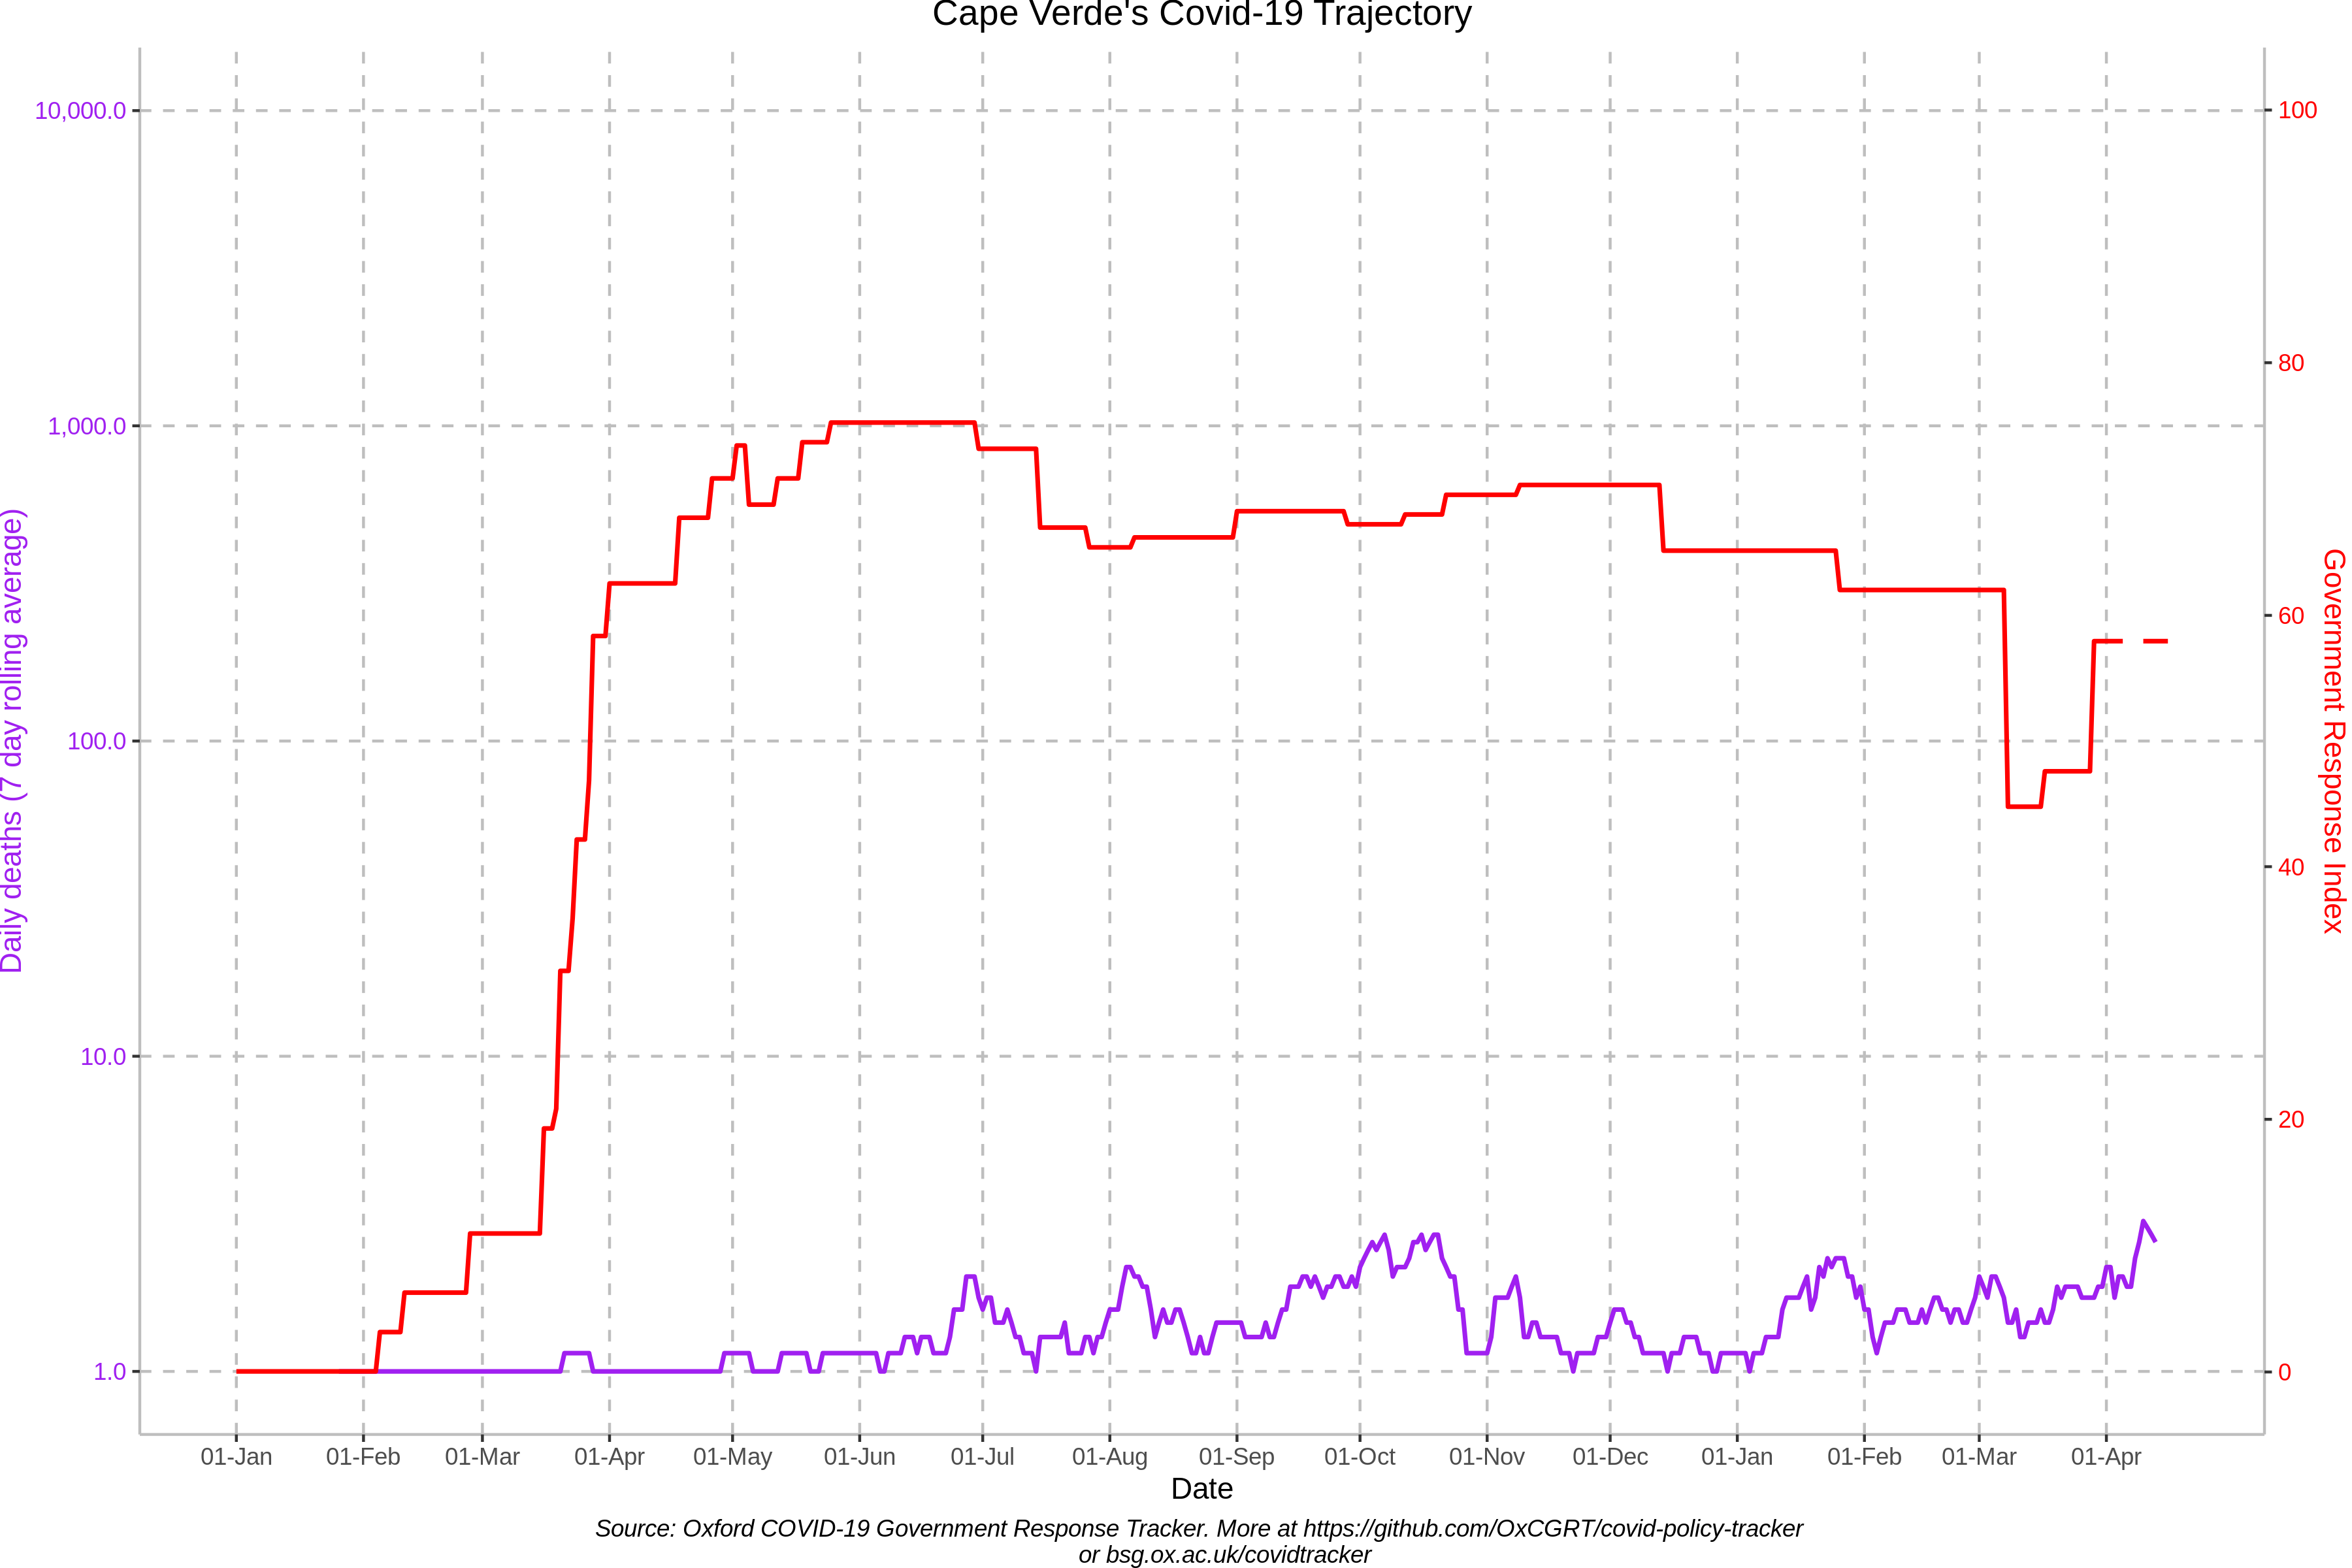 Cape Verde's Covid-19 Trajectory
10,000.0
1,000.0
100.0
10.0
1.0
Daily deaths (7 day rolling average)
100
80
60
40
20
0
Government Response Index
01-Jan 01-Feb 01-Mar 01-Apr 01-May 01-Jun 01-Jul 01-Aug 01-Sep 01-Oct 01-Nov 01-Dec 01-Jan 01-Feb 01-Mar 01-Apr
Date
Source: Oxford COVID-19 Government Response Tracker. More at https://github.com/OxCGRT/covid-policy-tracker
or bsg.ox.ac.uk/covidtracker